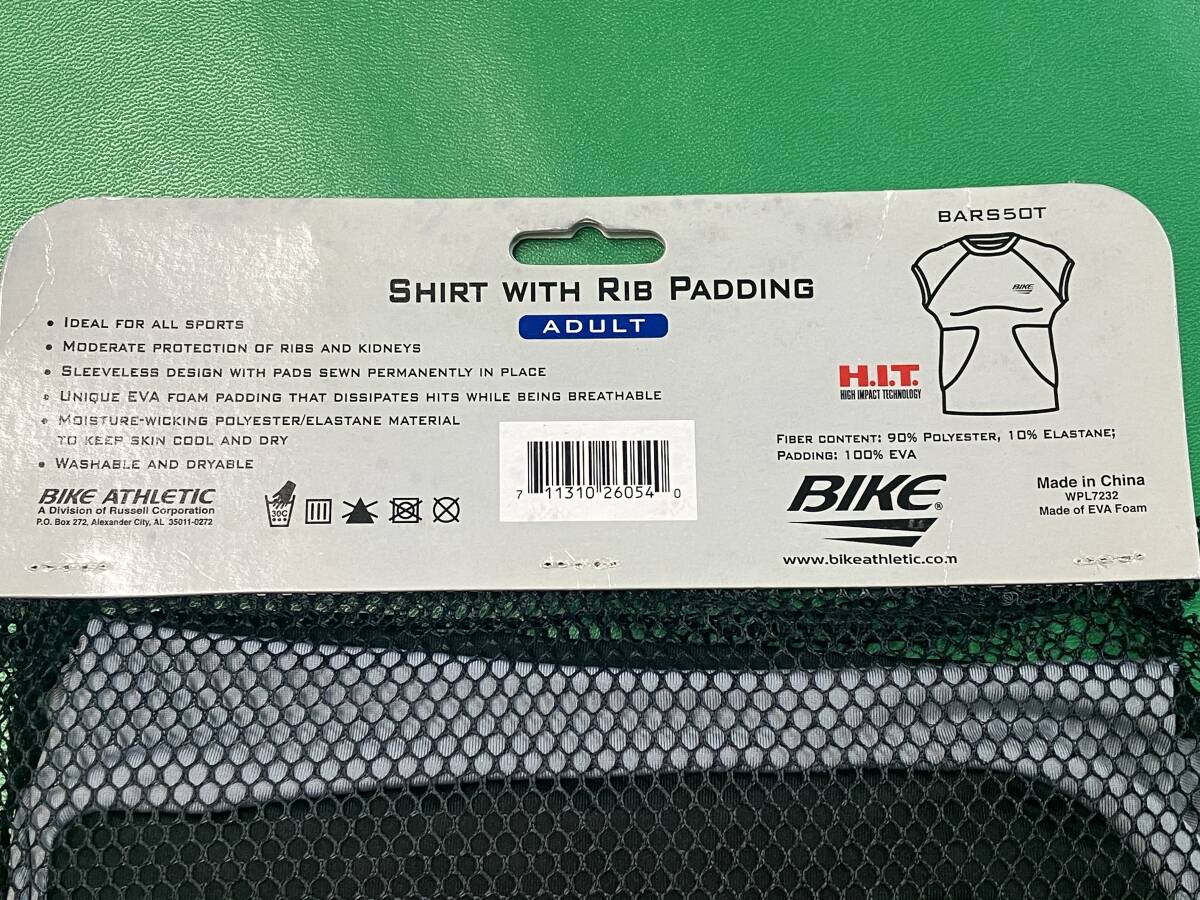 BARS50T
BIKE
SHIRT WITH RIB PADDING
ADULT
• IDEAL FOR ALL SPORTS
• MODERATE PROTECTION OF RIBS AND KIDNEYS
• SLEEVELESS DESIGN WITH PADS SEWN PERMANENTLY IN PLACE
• UNIQUE EVA FOAM PADDING THAT DISSIPATES HITS WHILE BEING BREATHABLE
• MOISTURE-WICKING POLYESTER/ELASTANE MATERIAL
TO KEEP SKIN COOL AND DRY
• WASHABLE AND DRYABLE
BIKE ATHLETIC
A Division of Russell Corporation
P.O. Box 272, Alexander City, AL 35011-0272
30C
7 11310 26054 0
H.I.T.
HIGH IMPACT TECHNOLOGY
FIBER CONTENT: 90% POLYESTER, 10% ELASTANE;
PADDING: 100% EVA
BIKE®
www.bikeathletic.com
Made in China
WPL7232
Made of EVA Foam